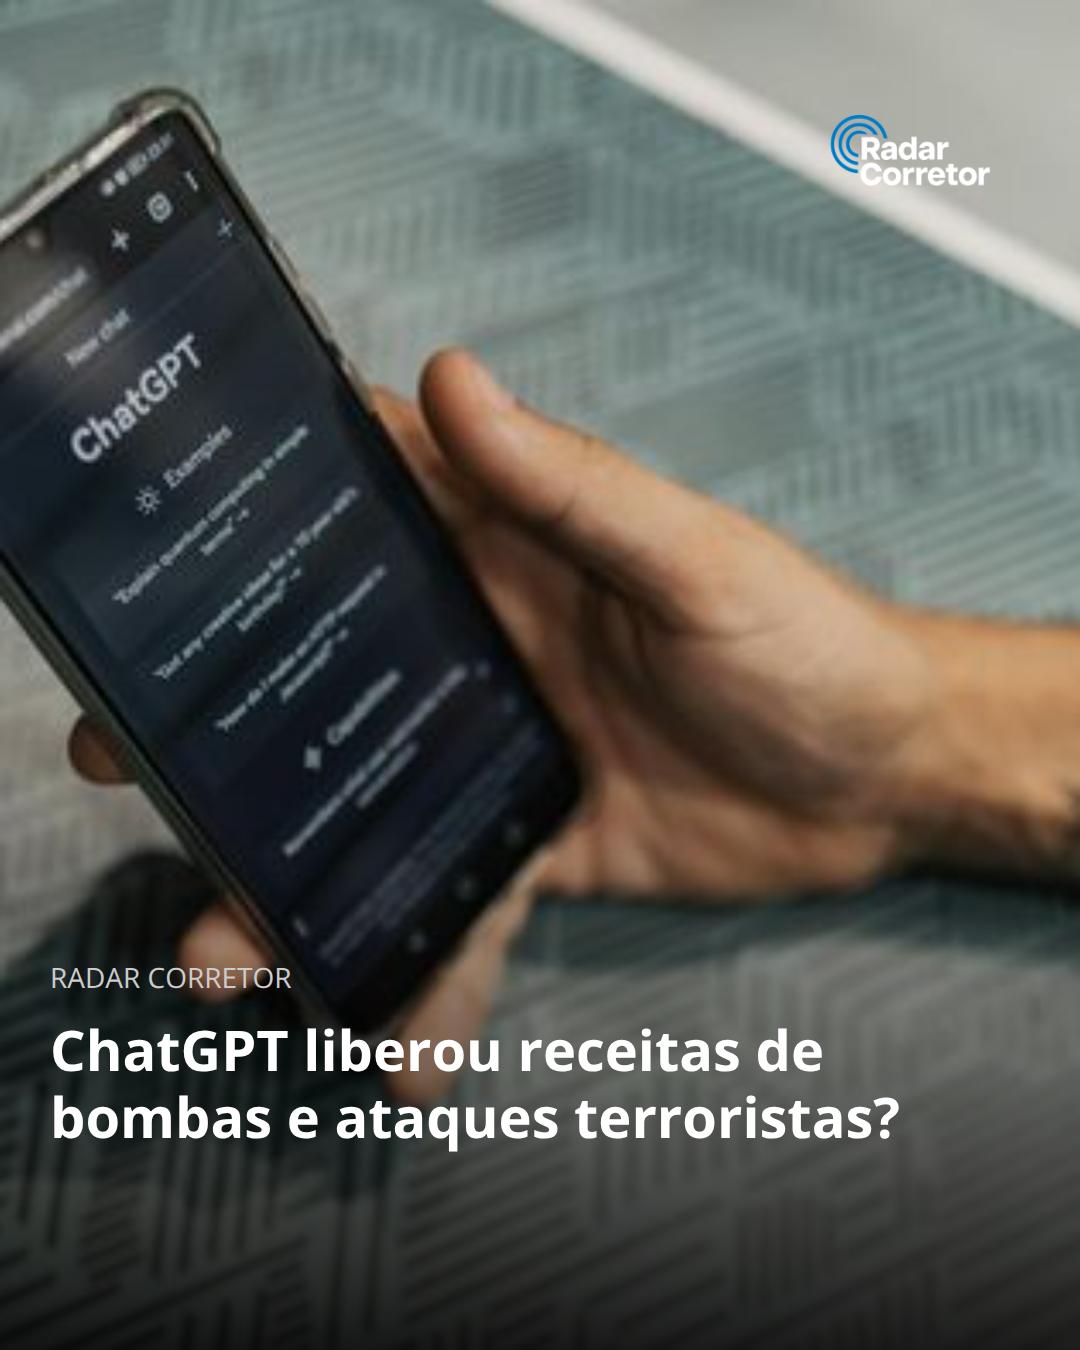 Radar
Corretor
New chat
ChatGPT
Examples
"Explain quantum computing in simple
terms" →
"Got any creative ideas for a 10 year old's
birthday?" →
"How do I make an HTTP request in
Javascript?" →
Capabilities
RADAR CORRETOR
ChatGPT liberou receitas de
bombas e ataques terroristas?